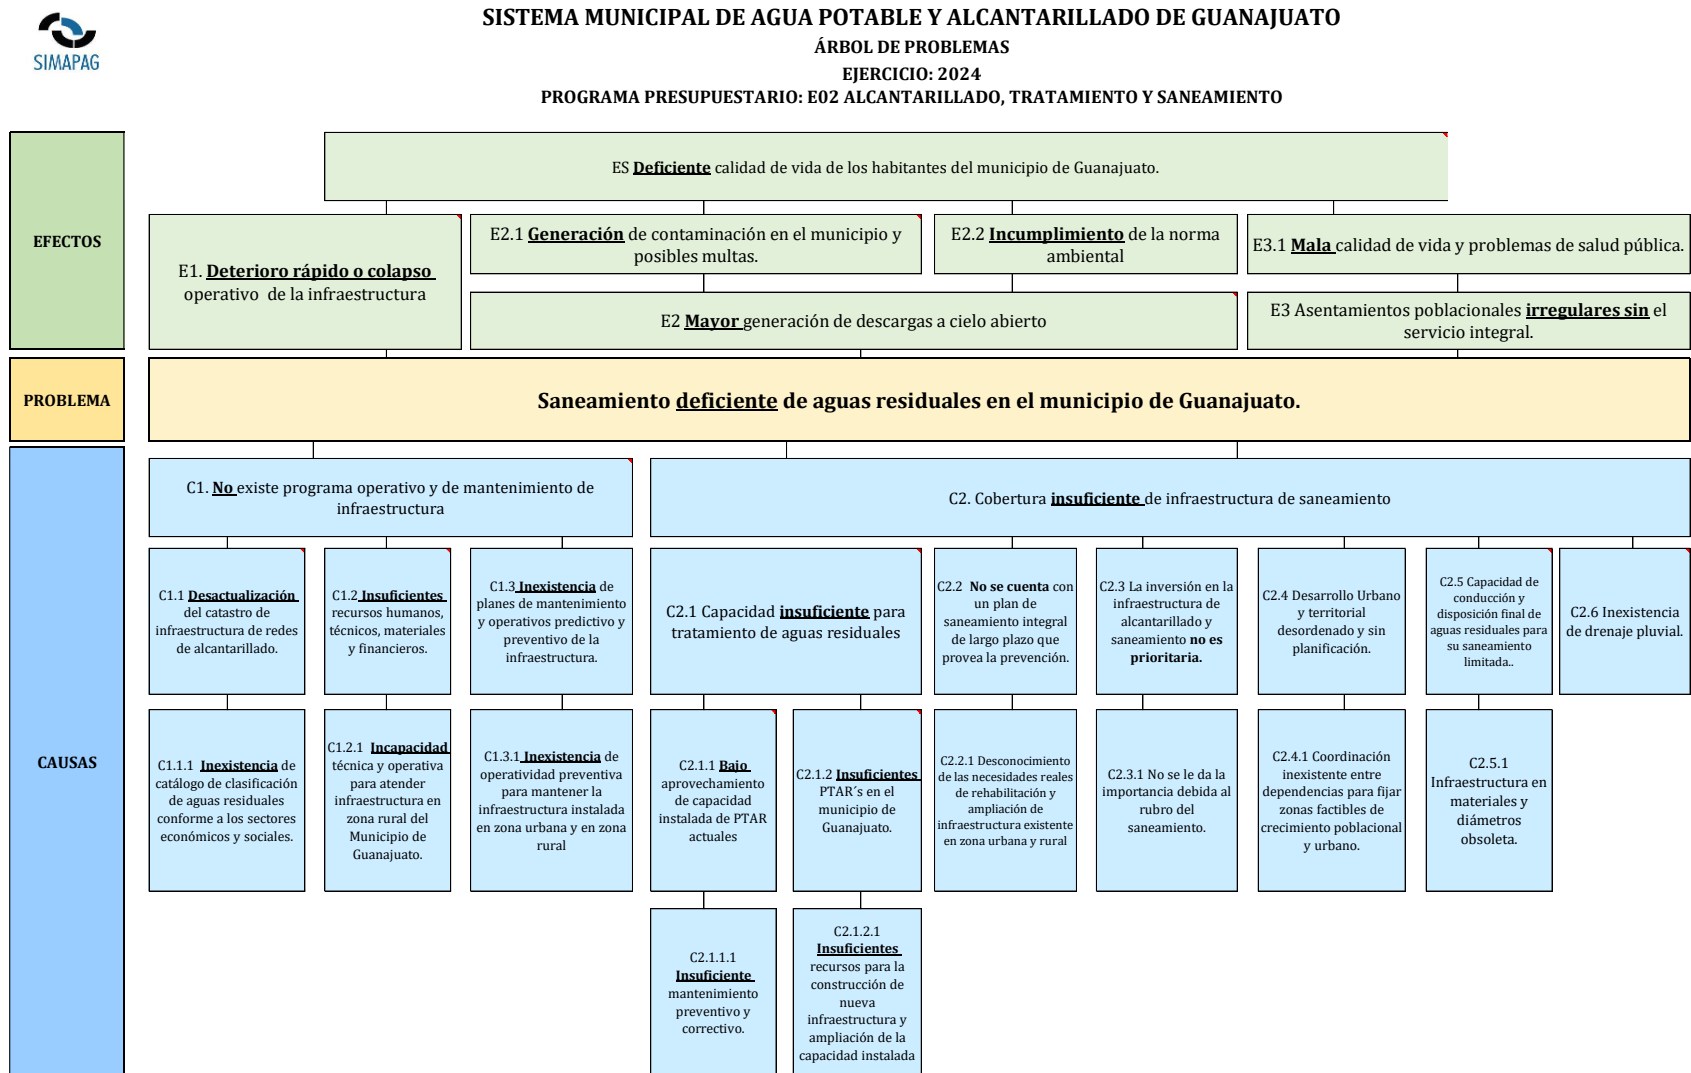 SIMAPAG
SISTEMA MUNICIPAL DE AGUA POTABLE Y ALCANTARILLADO DE GUANAJUATO
ÁRBOL DE PROBLEMAS
EJERCICIO: 2024
PROGRAMA PRESUPUESTARIO: E02 ALCANTARILLADO, TRATAMIENTO Y SANEAMIENTO
EFECTOS
ES Deficiente calidad de vida de los habitantes del municipio de Guanajuato.
E1. Deterioro rápido o colapso
operativo de la infraestructura
E2.1 Generación de contaminación en el municipio y
posibles multas.
E2.2 Incumplimiento de la norma
ambiental
E3.1 Mala calidad de vida y problemas de salud pública.
E2 Mayor generación de descargas a cielo abierto
E3 Asentamientos poblacionales irregulares sin el
servicio integral.
PROBLEMA
Saneamiento deficiente de aguas residuales en el municipio de Guanajuato.
CAUSAS
C1. No existe programa operativo y de mantenimiento de
infraestructura
C2. Cobertura insuficiente de infraestructura de saneamiento
C1.1 Desactualización
del catastro de
infraestructura de redes
de alcantarillado.
C1.2 Insuficientes
recursos humanos,
técnicos, materiales
y financieros.
C1.3 Inexistencia de
planes de mantenimiento
y operativos predictivo y
preventivo de la
infraestructura.
C2.1 Capacidad insuficiente para
tratamiento de aguas residuales
C2.2 No se cuenta con
un plan de
saneamiento integral
de largo plazo que
provea la prevención.
C2.3 La inversión en la
infraestructura de
alcantarillado y
saneamiento no es
prioritaria.
C2.4 Desarrollo Urbano
y territorial
desordenado y sin
planificación.
C2.5 Capacidad de
conducción y
disposición final de
aguas residuales para
su saneamiento
limitada..
C2.6 Inexistencia
de drenaje pluvial.
C1.1.1 Inexistencia de
catálogo de clasificación
de aguas residuales
conforme a los sectores
económicos y sociales.
C1.2.1 Incapacidad
técnica y operativa
para atender
infraestructura en
zona rural del
Municipio de
Guanajuato.
C1.3.1 Inexistencia de
operatividad preventiva
para mantener la
infraestructura instalada
en zona urbana y en zona
rural
C2.1.1 Bajo
aprovechamiento
de capacidad
instalada de PTAR
actuales
C2.1.2 Insuficientes
PTAR´s en el
municipio de
Guanajuato.
C2.2.1 Desconocimiento
de las necesidades reales
de rehabilitación y
ampliación de
infraestructura existente
en zona urbana y rural
C2.3.1 No se le da la
importancia debida al
rubro del
saneamiento.
C2.4.1 Coordinación
inexistente entre
dependencias para fijar
zonas factibles de
crecimiento poblacional
y urbano.
C2.5.1
Infraestructura en
materiales y
diámetros
obsoleta.
C2.1.1.1
Insuficiente
mantenimiento
preventivo y
correctivo.
C2.1.2.1
Insuficientes
recursos para la
construcción de
nueva
infraestructura y
ampliación de la
capacidad instalada